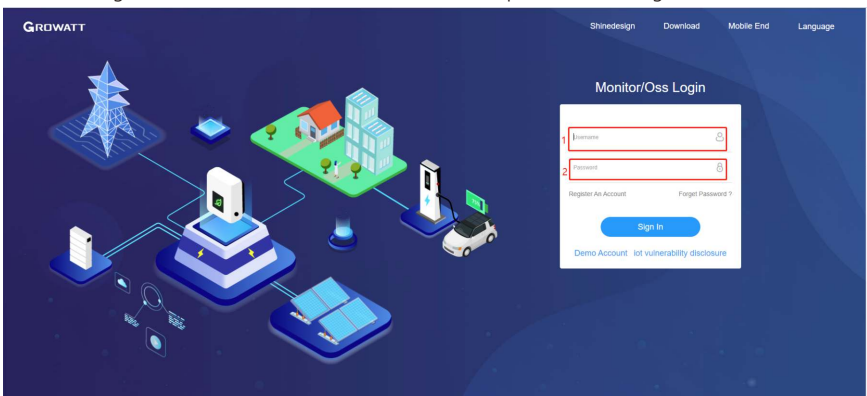 GROWATT
Shinedesign Download Mobile End Language
Monitor/Oss Login
1 Username
2 Password
Register An Account Forget Password ?
Sign In
Demo Account Iot vulnerability disclosure